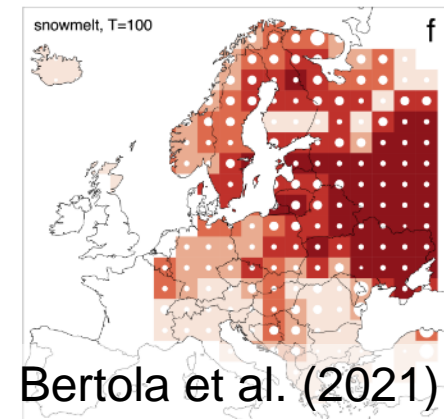 snowmelt, T=100
f
Bertola et al. (2021)